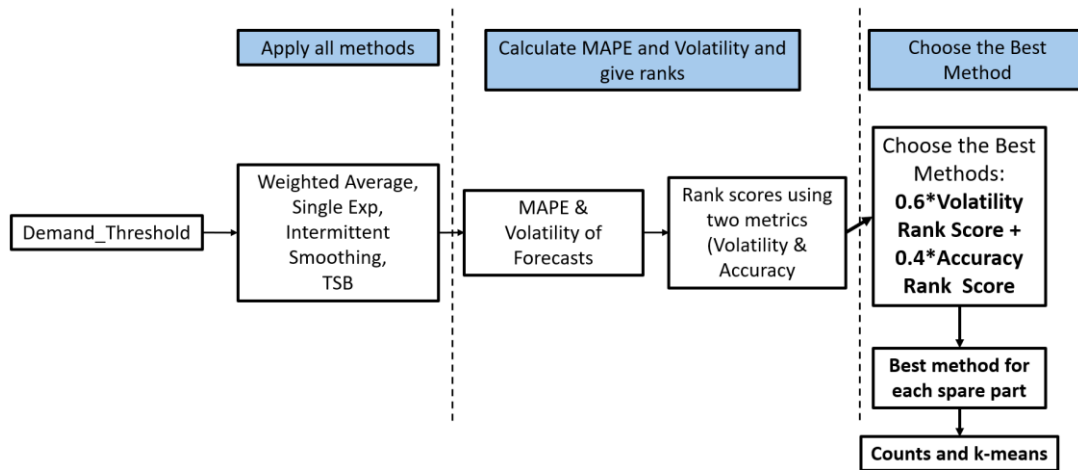 Apply all methods
Calculate MAPE and Volatility and
give ranks
Choose the Best
Method
Demand_Threshold
Weighted Average,
Single Exp,
Intermittent
Smoothing,
TSB
MAPE &
Volatility of
Forecasts
Rank scores using
two metrics
(Volatility &
Accuracy
Choose the Best
Methods:
0.6*Volatility
Rank Score +
0.4*Accuracy
Rank Score
Best method for
each spare part
Counts and k-means